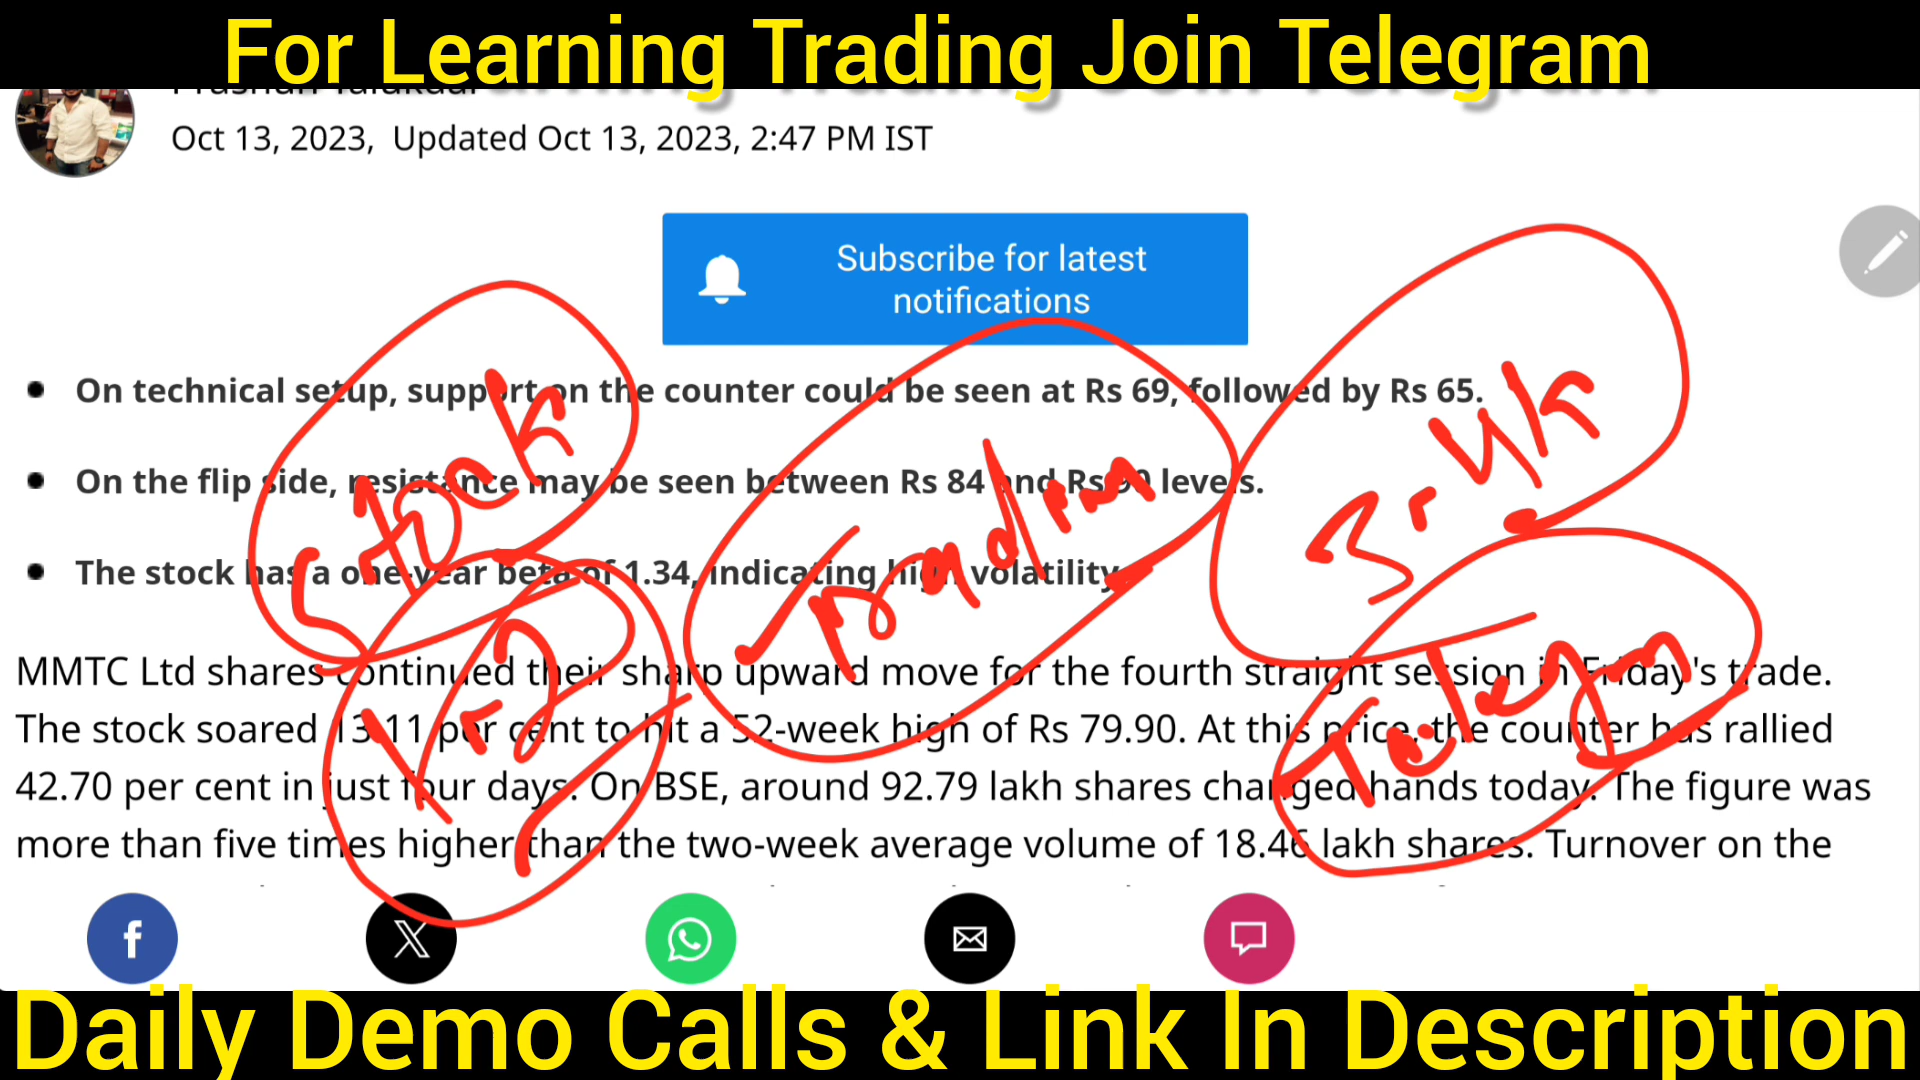 For Learning Trading Join Telegram
Oct 13, 2023, Updated Oct 13, 2023, 2:47 PM IST
Subscribe for latest
notifications
On technical setup, support on the counter could be seen at Rs 69, followed by Rs 65.
On the flip side, resistance may be seen between Rs 84 and Rs 90 levels.
The stock has a one-year beta of 1.34, indicating high volatility.
MMTC Ltd shares continued their sharp upward move for the fourth straight session in Friday's trade.
The stock soared 13.11 per cent to hit a 52-week high of Rs 79.90. At this price, the counter has rallied
42.70 per cent in just four days. On BSE, around 92.79 lakh shares changed hands today. The figure was
more than five times higher than the two-week average volume of 18.46 lakh shares. Turnover on the
Stock
Trading
3-4k
1-2
f
X
Daily Demo Calls & Link In Description